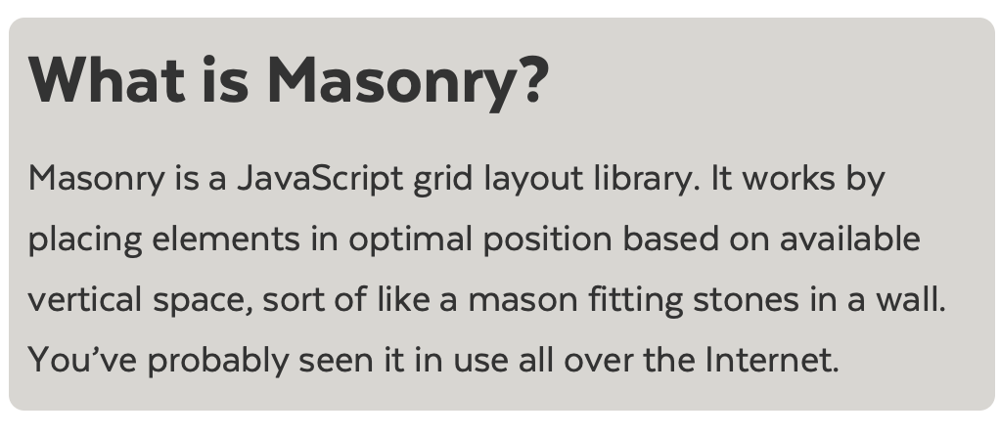 What is Masonry?
Masonry is a JavaScript grid layout library. It works by
placing elements in optimal position based on available
vertical space, sort of like a mason fitting stones in a wall.
You’ve probably seen it in use all over the Internet.